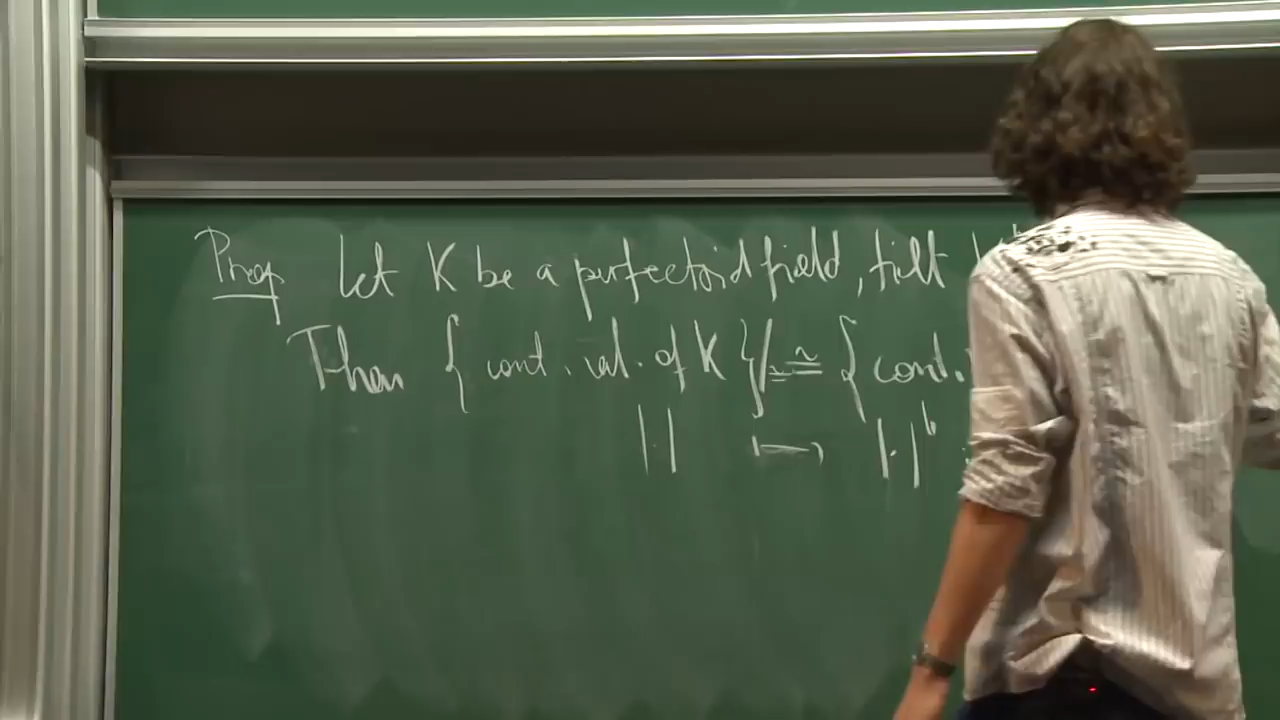 Prop Let K be a perfectoid field, tilt
Then { cont. val. of K }/≃ ≅ { cont.
|·| ↦ |·|♭